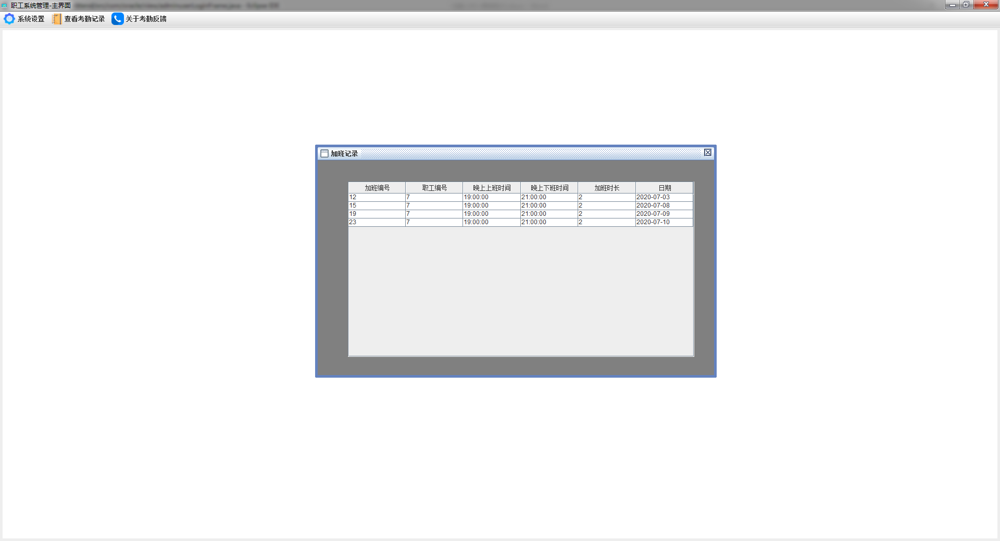 职工系统管理-主界面
系统设置 查看考勤记录 关于考勤反馈
加班记录
加班编号 职工编号 晚上上班时间 晚上下班时间 加班时长 日期
12 7 19:00:00 21:00:00 2 2020-07-03
15 7 19:00:00 21:00:00 2 2020-07-08
19 7 19:00:00 21:00:00 2 2020-07-09
23 7 19:00:00 21:00:00 2 2020-07-10